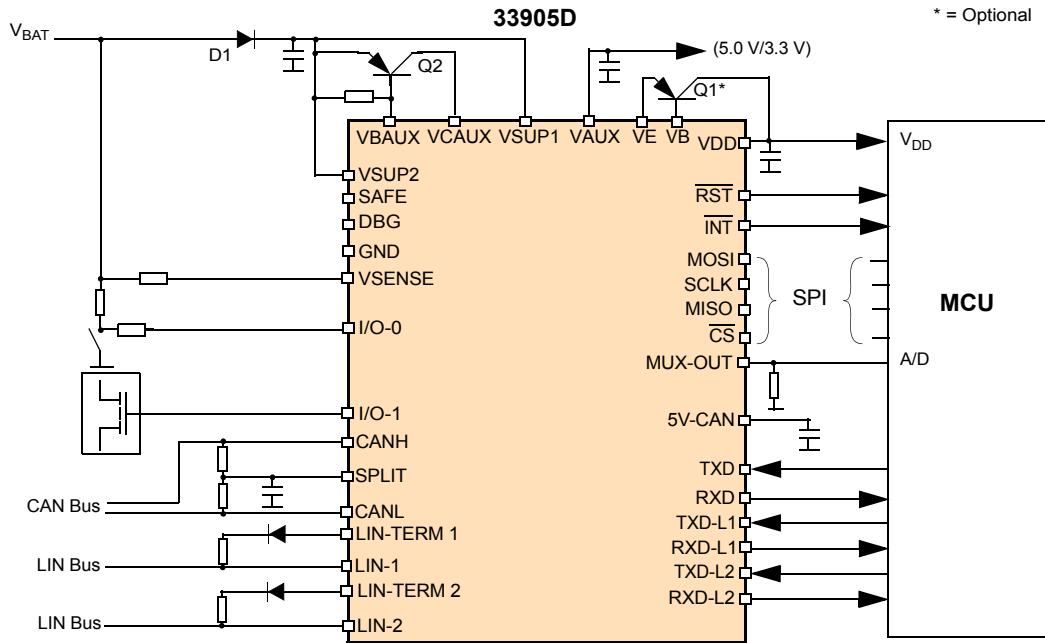 33905D
* = Optional
VBAT
D1
Q2
(5.0 V/3.3 V)
Q1*
VBAUX VCAUX VSUP1 VAUX VE VB
VDD
VSUP2
SAFE
DBG
GND
VSENSE
I/O-0
I/O-1
CANH
SPLIT
CANL
LIN-TERM 1
LIN-1
LIN-TERM 2
LIN-2
CAN Bus
LIN Bus
LIN Bus
RST
INT
MOSI
SCLK
MISO
CS
SPI
MUX-OUT
5V-CAN
TXD
RXD
TXD-L1
RXD-L1
TXD-L2
RXD-L2
VDD
MCU
A/D